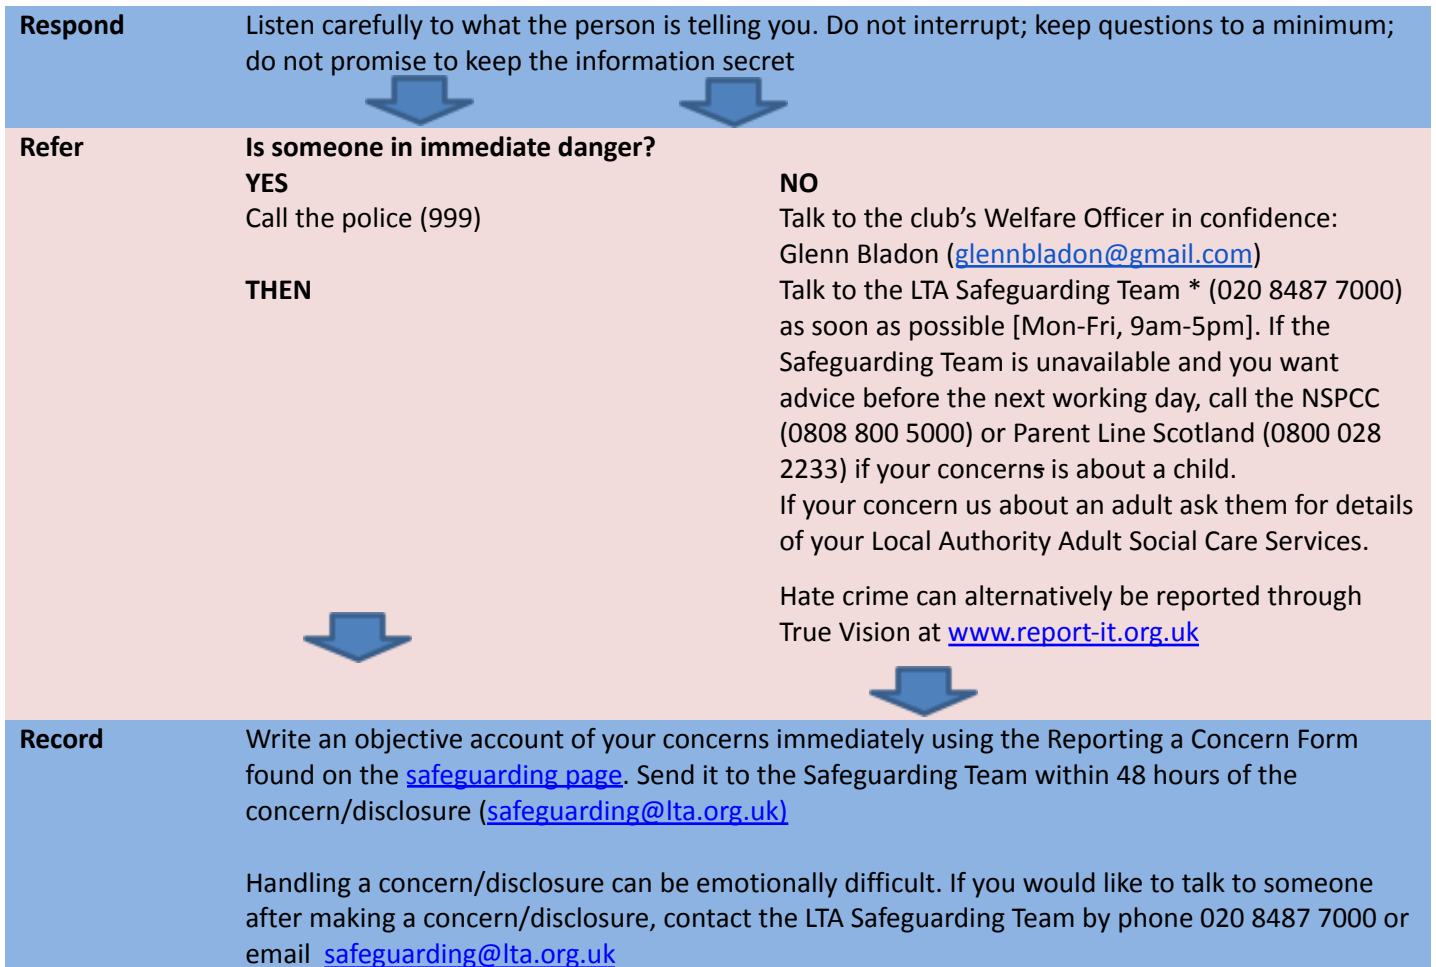 Respond
Listen carefully to what the person is telling you. Do not interrupt; keep questions to a minimum;
do not promise to keep the information secret
Refer
Is someone in immediate danger?
YES
Call the police (999)
THEN
NO
Talk to the club's Welfare Officer in confidence:
Glenn Bladon (glennbladon@gmail.com)
Talk to the LTA Safeguarding Team * (020 8487 7000)
as soon as possible [Mon-Fri, 9am-5pm]. If the
Safeguarding Team is unavailable and you want
advice before the next working day, call the NSPCC
(0808 800 5000) or Parent Line Scotland (0800 028
2233) if your concerns is about a child.
If your concern us about an adult ask them for details
of your Local Authority Adult Social Care Services.
Hate crime can alternatively be reported through
True Vision at www.report-it.org.uk
Record
Write an objective account of your concerns immediately using the Reporting a Concern Form
found on the safeguarding page. Send it to the Safeguarding Team within 48 hours of the
concern/disclosure (safeguarding@lta.org.uk)
Handling a concern/disclosure can be emotionally difficult. If you would like to talk to someone
after making a concern/disclosure, contact the LTA Safeguarding Team by phone 020 8487 7000 or
email safeguarding@lta.org.uk